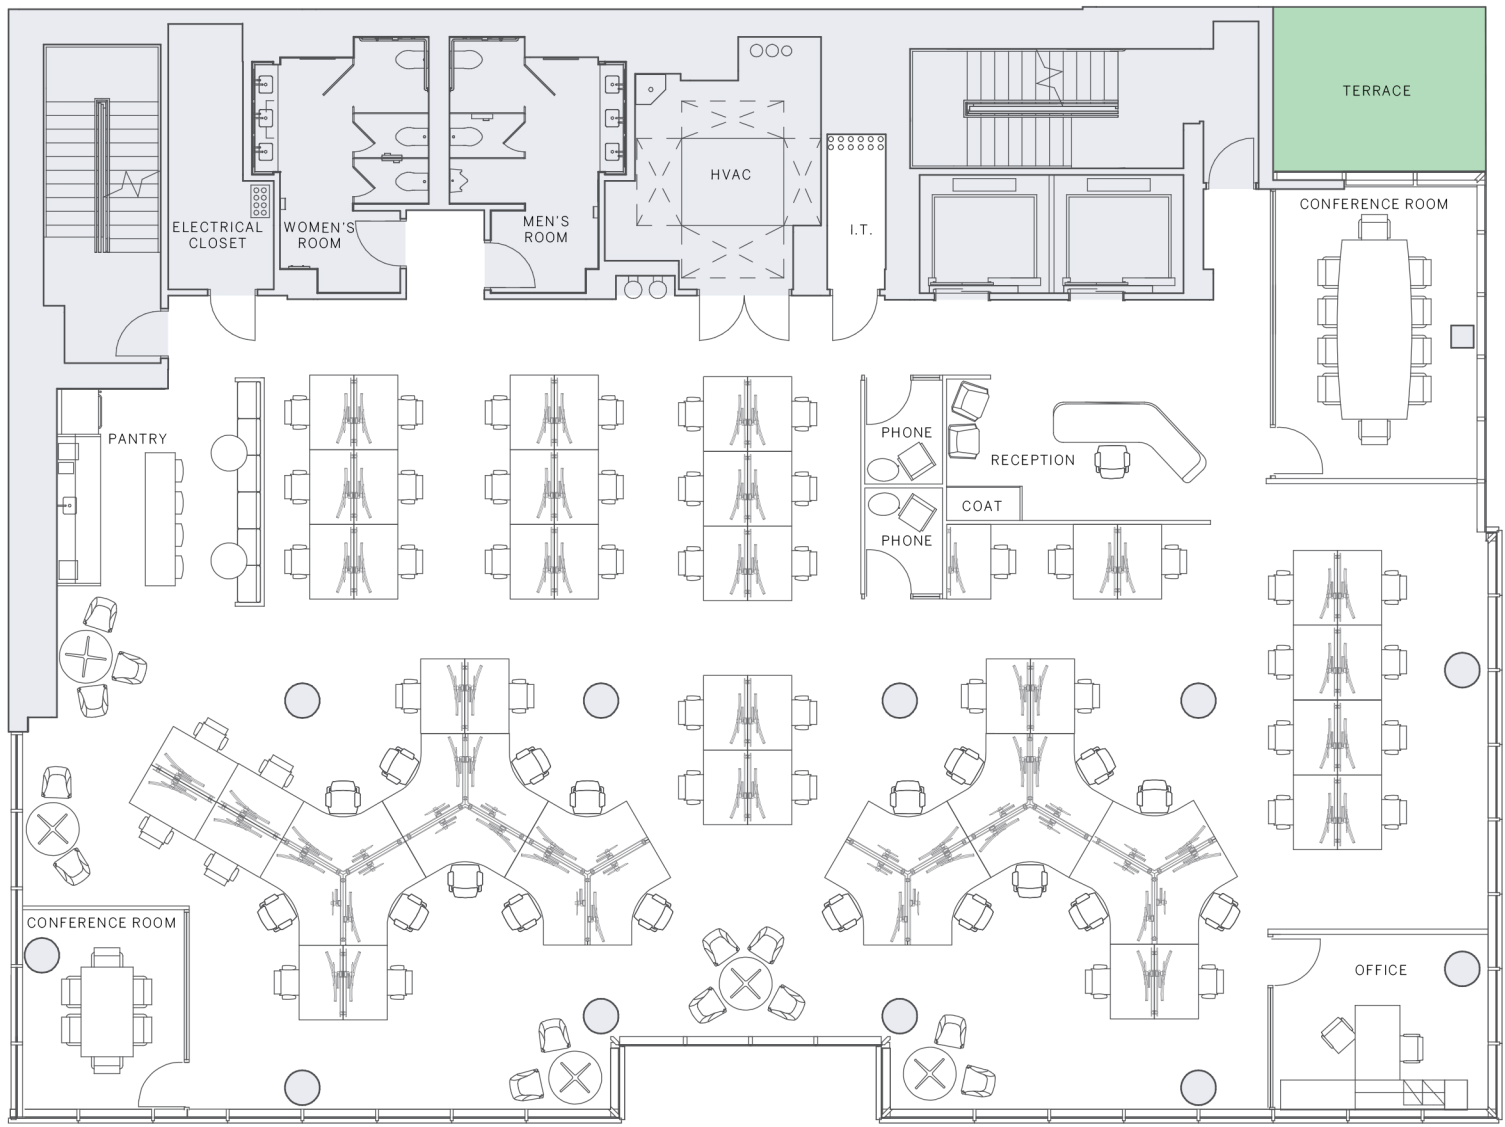 TERRACE
HVAC
CONFERENCE ROOM
ELECTRICAL
CLOSET
WOMEN'S
ROOM
MEN'S
ROOM
I.T.
PANTRY
PHONE
RECEPTION
COAT
PHONE
CONFERENCE ROOM
OFFICE